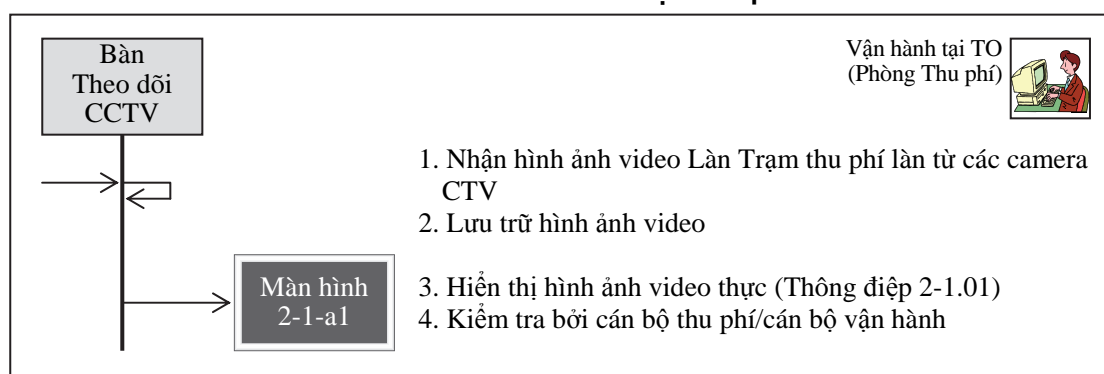 Bàn
Theo dõi
CCTV
Vận hành tại TO
(Phòng Thu phí)
1. Nhận hình ảnh video Làn Trạm thu phí làn từ các camera
CTV
2. Lưu trữ hình ảnh video
Màn hình
2-1-a1
3. Hiển thị hình ảnh video thực (Thông điệp 2-1.01)
4. Kiểm tra bởi cán bộ thu phí/cán bộ vận hành